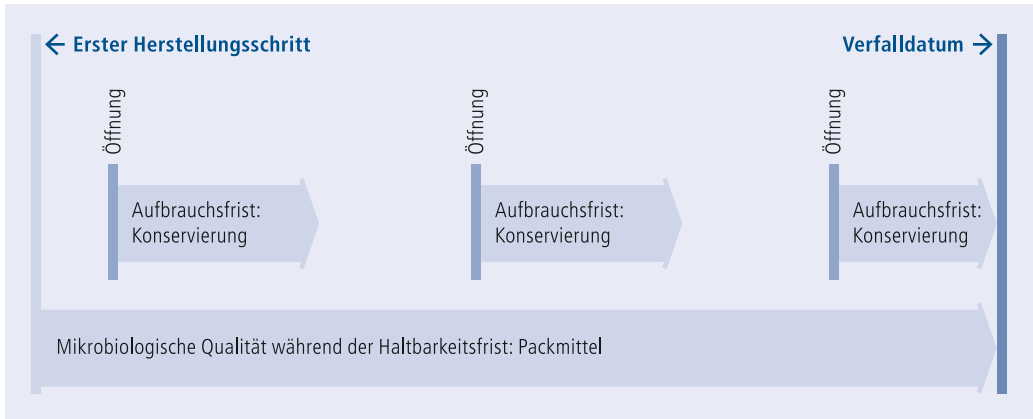 ← Erster Herstellungsschritt
Verfalldatum →
Öffnung
Aufbrauchsfrist:
Konservierung
Öffnung
Aufbrauchsfrist:
Konservierung
Öffnung
Aufbrauchsfrist:
Konservierung
Mikrobiologische Qualität während der Haltbarkeitsfrist: Packmittel